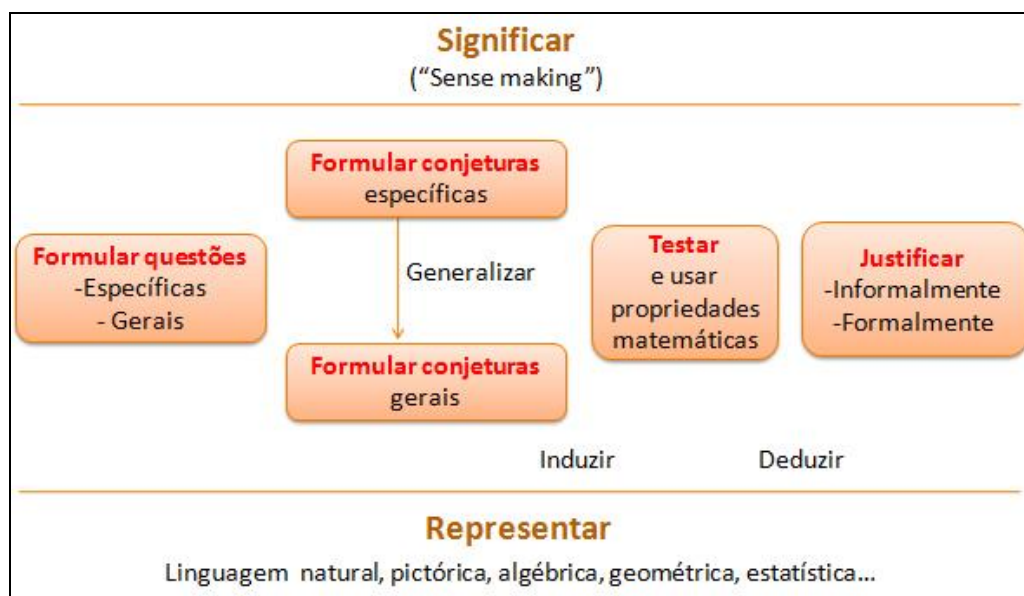 Significar
(“Sense making”)
Formular questões
-Específicas
- Gerais
Formular conjeturas
específicas
Generalizar
Formular conjeturas
gerais
Testar
e usar
propriedades
matemáticas
Justificar
-Informalmente
-Formalmente
Induzir
Deduzir
Representar
Linguagem natural, pictórica, algébrica, geométrica, estatística...